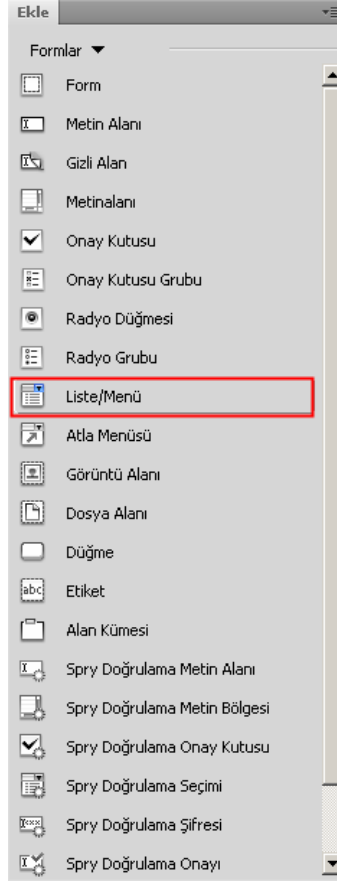 Ekle
Formlar
Form
Metin Alanı
Gizli Alan
Metinalanı
Onay Kutusu
Onay Kutusu Grubu
Radyo Düğmesi
Radyo Grubu
Liste/Menü
Atla Menüsü
Görüntü Alanı
Dosya Alanı
Düğme
abc Etiket
Alan Kümesi
Spry Doğrulama Metin Alanı
Spry Doğrulama Metin Bölgesi
Spry Doğrulama Onay Kutusu
Spry Doğrulama Seçimi
Spry Doğrulama Şifresi
Spry Doğrulama Onayı